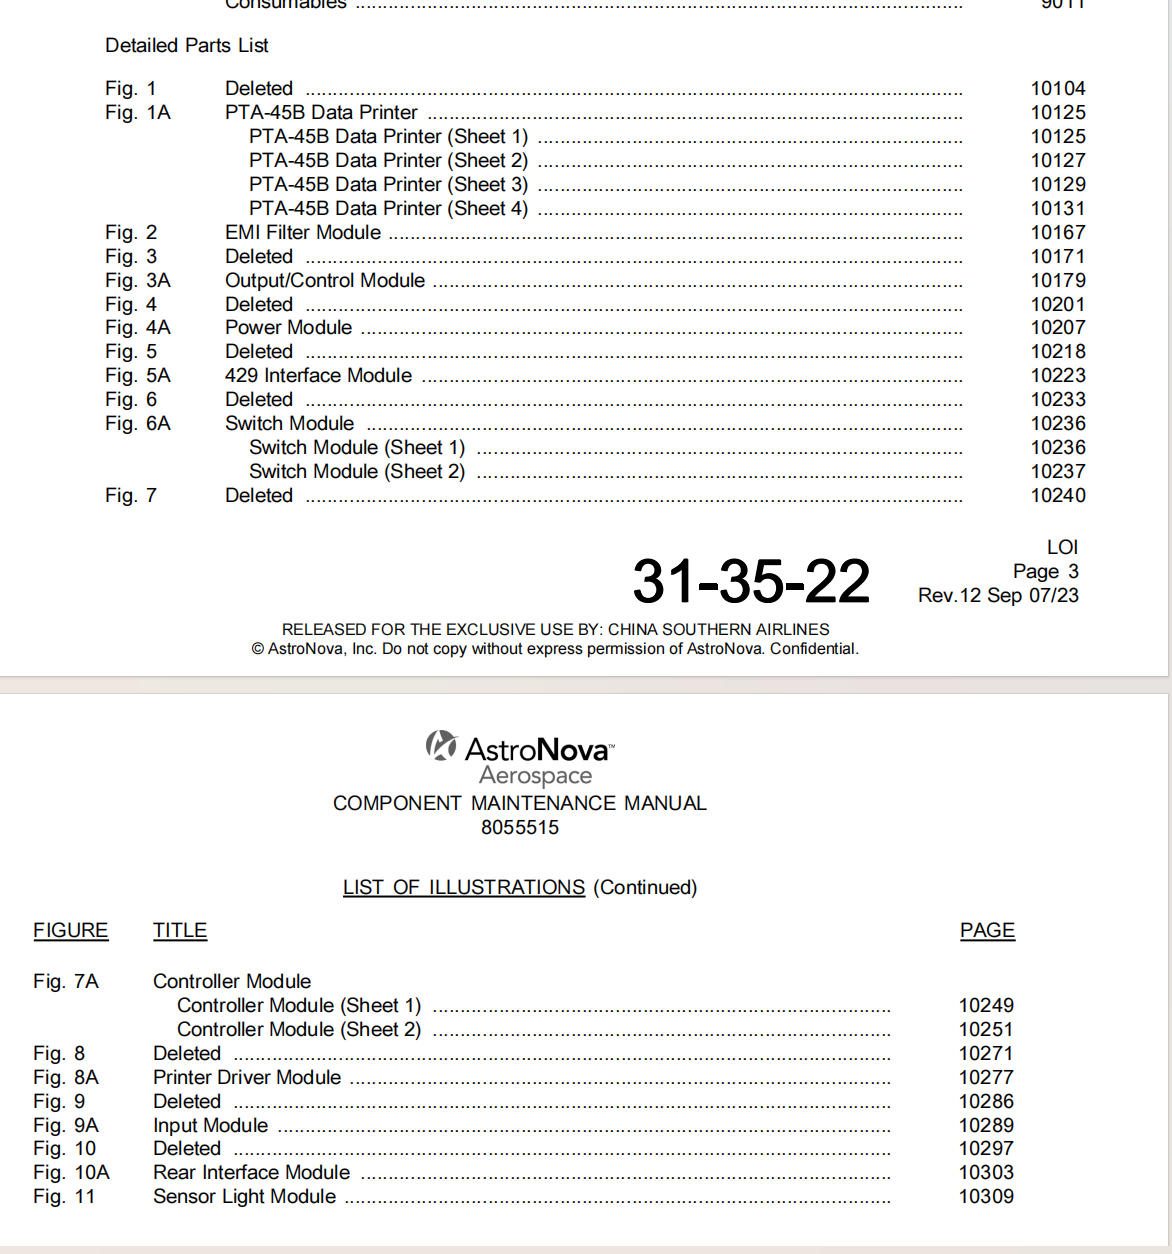 Consumables ........ 9011
Detailed Parts List
Fig. 1 Deleted ........ 10104
Fig. 1A PTA-45B Data Printer ........ 10125
PTA-45B Data Printer (Sheet 1) ........ 10125
PTA-45B Data Printer (Sheet 2) ........ 10127
PTA-45B Data Printer (Sheet 3) ........ 10129
PTA-45B Data Printer (Sheet 4) ........ 10131
Fig. 2 EMI Filter Module ........ 10167
Fig. 3 Deleted ........ 10171
Fig. 3A Output/Control Module ........ 10179
Fig. 4 Deleted ........ 10201
Fig. 4A Power Module ........ 10207
Fig. 5 Deleted ........ 10218
Fig. 5A 429 Interface Module ........ 10223
Fig. 6 Deleted ........ 10233
Fig. 6A Switch Module ........ 10236
Switch Module (Sheet 1) ........ 10236
Switch Module (Sheet 2) ........ 10237
Fig. 7 Deleted ........ 10240
LOI
31-35-22 Page 3
Rev.12 Sep 07/23
RELEASED FOR THE EXCLUSIVE USE BY: CHINA SOUTHERN AIRLINES
© AstroNova, Inc. Do not copy without express permission of AstroNova. Confidential.
AstroNova™
Aerospace
COMPONENT MAINTENANCE MANUAL
8055515
LIST OF ILLUSTRATIONS (Continued)
FIGURE TITLE PAGE
Fig. 7A Controller Module
Controller Module (Sheet 1) ........ 10249
Controller Module (Sheet 2) ........ 10251
Fig. 8 Deleted ........ 10271
Fig. 8A Printer Driver Module ........ 10277
Fig. 9 Deleted ........ 10286
Fig. 9A Input Module ........ 10289
Fig. 10 Deleted ........ 10297
Fig. 10A Rear Interface Module ........ 10303
Fig. 11 Sensor Light Module ........ 10309